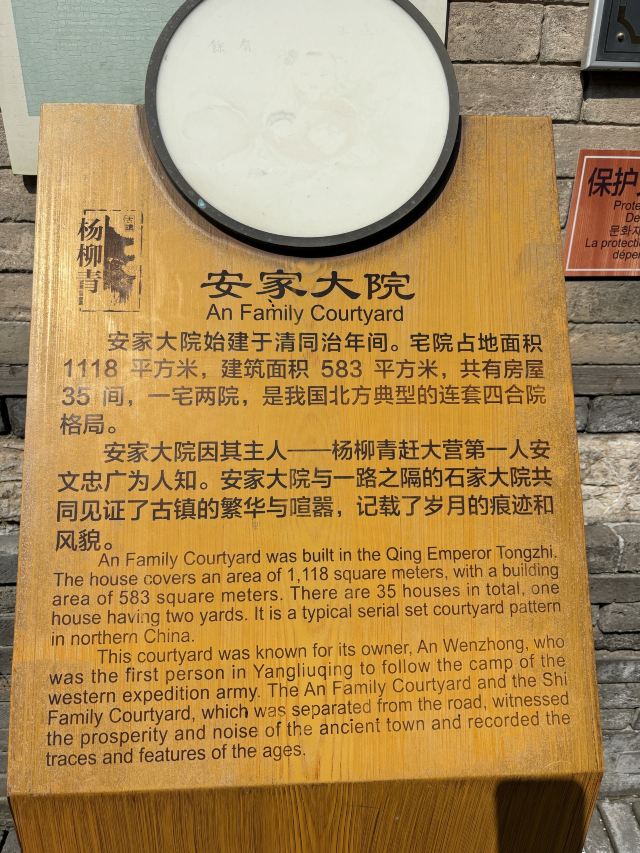 杨柳青
安家大院
An Family Courtyard
安家大院始建于清同治年间。宅院占地面积
1118 平方米，建筑面积 583 平方米，共有房屋
35 间，一宅两院，是我国北方典型的连套四合院
格局。
安家大院因其主人——杨柳青赶大营第一人安
文忠广为人知。安家大院与一路之隔的石家大院共
同见证了古镇的繁华与喧嚣，记载了岁月的痕迹和
风貌。
An Family Courtyard was built in the Qing Emperor Tongzhi.
The house covers an area of 1,118 square meters, with a building
area of 583 square meters. There are 35 houses in total, one
house having two yards. It is a typical serial set courtyard pattern
in northern China.
This courtyard was known for its owner, An Wenzhong, who
was the first person in Yangliuqing to follow the camp of the
western expedition army. The An Family Courtyard and the Shi
Family Courtyard, which was separated from the road, witnessed
the prosperity and noise of the ancient town and recorded the
traces and features of the ages.
保护
Prote
De
문화재
La protecti
dépen